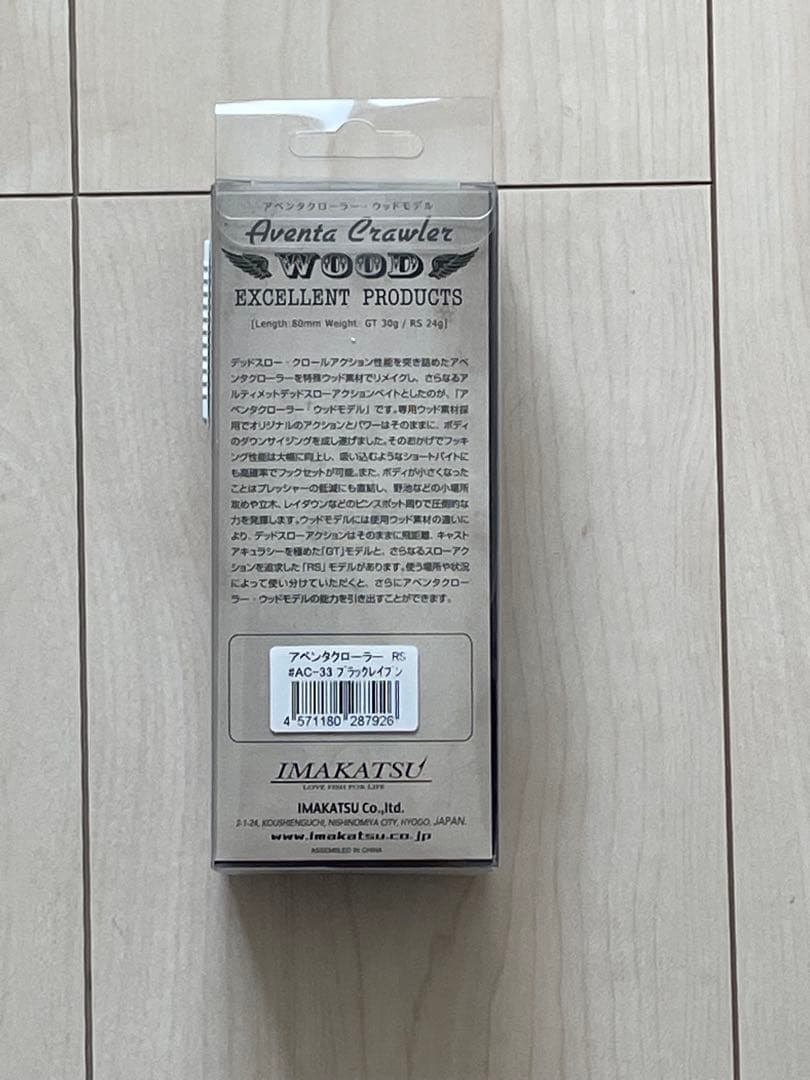 アベンタクローラー・ウッドモデル
Aventa Crawler
WOOD
EXCELLENT PRODUCTS
[Length:80mm Weight: GT 30g / RS 24g]
デッドスロー・クロールアクション性能を突き詰めたアベ
ンタクローラーを特殊ウッド素材でリメイクし、さらなるア
ルティメットデッドスローアクションベイトとしたのが、「ア
ベンタクローラー・ウッドモデル」です。専用ウッド素材採
用でオリジナルのアクションとパワーはそのままに、ボディ
のダウンサイジングを成し遂げました。そのおかげでフッキ
ング性能は大幅に向上し、吸い込むようなショートバイトに
も高確率でフックセットが可能。また、ボディが小さくなった
ことはプレッシャーの低減にも直結し、野池などの小場所
攻めや立木、レイダウンなどのピンスポット周りで圧倒的な
力を発揮します。ウッドモデルには使用ウッド素材の違いに
より、デッドスローアクションはそのままに飛距離、キャスト
アキュラシーを極めた「GT」モデルと、さらなるスローアク
ションを追求した「RS」モデルがあります。使う場所や状況
によって使い分けていただくと、さらにアベンタクロー
ラー・ウッドモデルの能力を引き出すことができます。
アベンタクローラー RS
#AC-33 ブラックレイブン
4 571180 287926
IMAKATSU
LOVE FISH FOR LIFE
IMAKATSU Co.,ltd.
2-1-24, KOUSHIENGUCHI, NISHINOMIYA CITY, HYOGO, JAPAN.
www.imakatsu.co.jp
ASSEMBLED IN CHINA